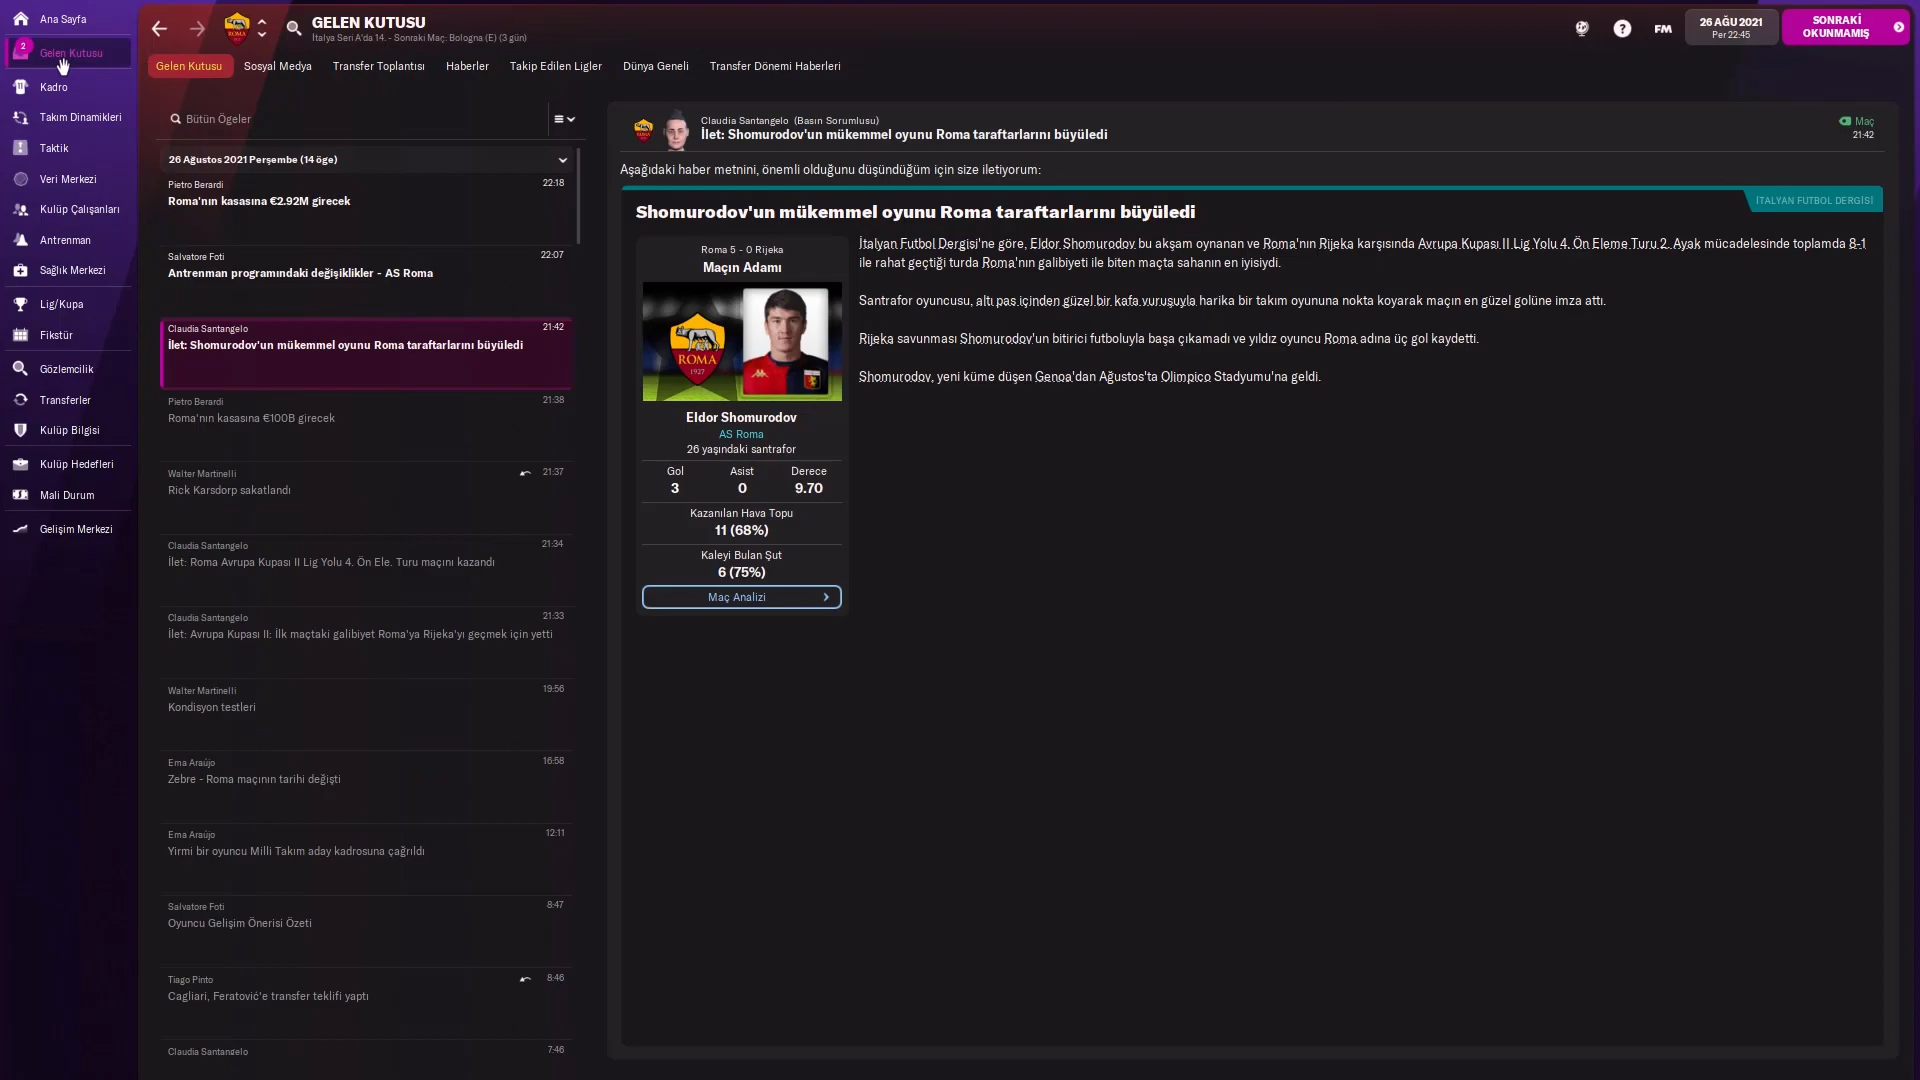 Ana Sayfa
2
Gelen Kutusu
Kadro
Takım Dinamikleri
Taktik
Veri Merkezi
Kulüp Çalışanları
Antrenman
Sağlık Merkezi
Lig/Kupa
Fikstür
Gözlemcilik
Transferler
Kulüp Bilgisi
Kulüp Hedefleri
Mali Durum
Gelişim Merkezi
GELEN KUTUSU
İtalya Seri A'da 14. - Sonraki Maç: Bologna (E) (3 gün)
FM
26 AĞU 2021
Per 22:45
SONRAKİ
OKUNMAMIŞ
Gelen Kutusu Sosyal Medya Transfer Toplantısı Haberler Takip Edilen Ligler Dünya Geneli Transfer Dönemi Haberleri
Bütün Ögeler
26 Ağustos 2021 Perşembe (14 öge)
Pietro Berardi 22:18
Roma'nın kasasına €2.92M girecek
Salvatore Foti 22:07
Antrenman programındaki değişiklikler - AS Roma
Claudia Santangelo 21:42
İlet: Shomurodov'un mükemmel oyunu Roma taraftarlarını büyüledi
Pietro Berardi 21:38
Roma'nın kasasına €100B girecek
Walter Martinelli 21:37
Rick Karsdorp sakatlandı
Claudia Santangelo 21:34
İlet: Roma Avrupa Kupası II Lig Yolu 4. Ön Ele. Turu maçını kazandı
Claudia Santangelo 21:33
İlet: Avrupa Kupası II: İlk maçtaki galibiyet Roma'ya Rijeka'yı geçmek için yetti
Walter Martinelli 19:56
Kondisyon testleri
Ema Araújo 16:58
Zebre - Roma maçının tarihi değişti
Ema Araújo 12:11
Yirmi bir oyuncu Milli Takım aday kadrosuna çağrıldı
Salvatore Foti 8:47
Oyuncu Gelişim Önerisi Özeti
Tiago Pinto 8:46
Cagliari, Feratović'e transfer teklifi yaptı
Claudia Santangelo 7:46
Claudia Santangelo (Basın Sorumlusu)
İlet: Shomurodov'un mükemmel oyunu Roma taraftarlarını büyüledi
Maç
21:42
Aşağıdaki haber metnini, önemli olduğunu düşündüğüm için size iletiyorum:
İTALYAN FUTBOL DERGİSİ
Shomurodov'un mükemmel oyunu Roma taraftarlarını büyüledi
Roma 5 - 0 Rijeka
Maçın Adamı
ROMA
1927
Eldor Shomurodov
AS Roma
26 yaşındaki santrafor
Gol Asist Derece
3 0 9.70
Kazanılan Hava Topu
11 (68%)
Kaleyi Bulan Şut
6 (75%)
Maç Analizi
İtalyan Futbol Dergisi'ne göre, Eldor Shomurodov bu akşam oynanan ve Roma'nın Rijeka karşısında Avrupa Kupası II Lig Yolu 4. Ön Eleme Turu 2. Ayak mücadelesinde toplamda 8-1
ile rahat geçtiği turda Roma'nın galibiyeti ile biten maçta sahanın en iyisiydi.
Santrafor oyuncusu, altı pas içinden güzel bir kafa vuruşuyla harika bir takım oyununa nokta koyarak maçın en güzel golüne imza attı.
Rijeka savunması Shomurodov'un bitirici futboluyla başa çıkamadı ve yıldız oyuncu Roma adına üç gol kaydetti.
Shomurodov, yeni küme düşen Genoa'dan Ağustos'ta Olimpico Stadyumu'na geldi.